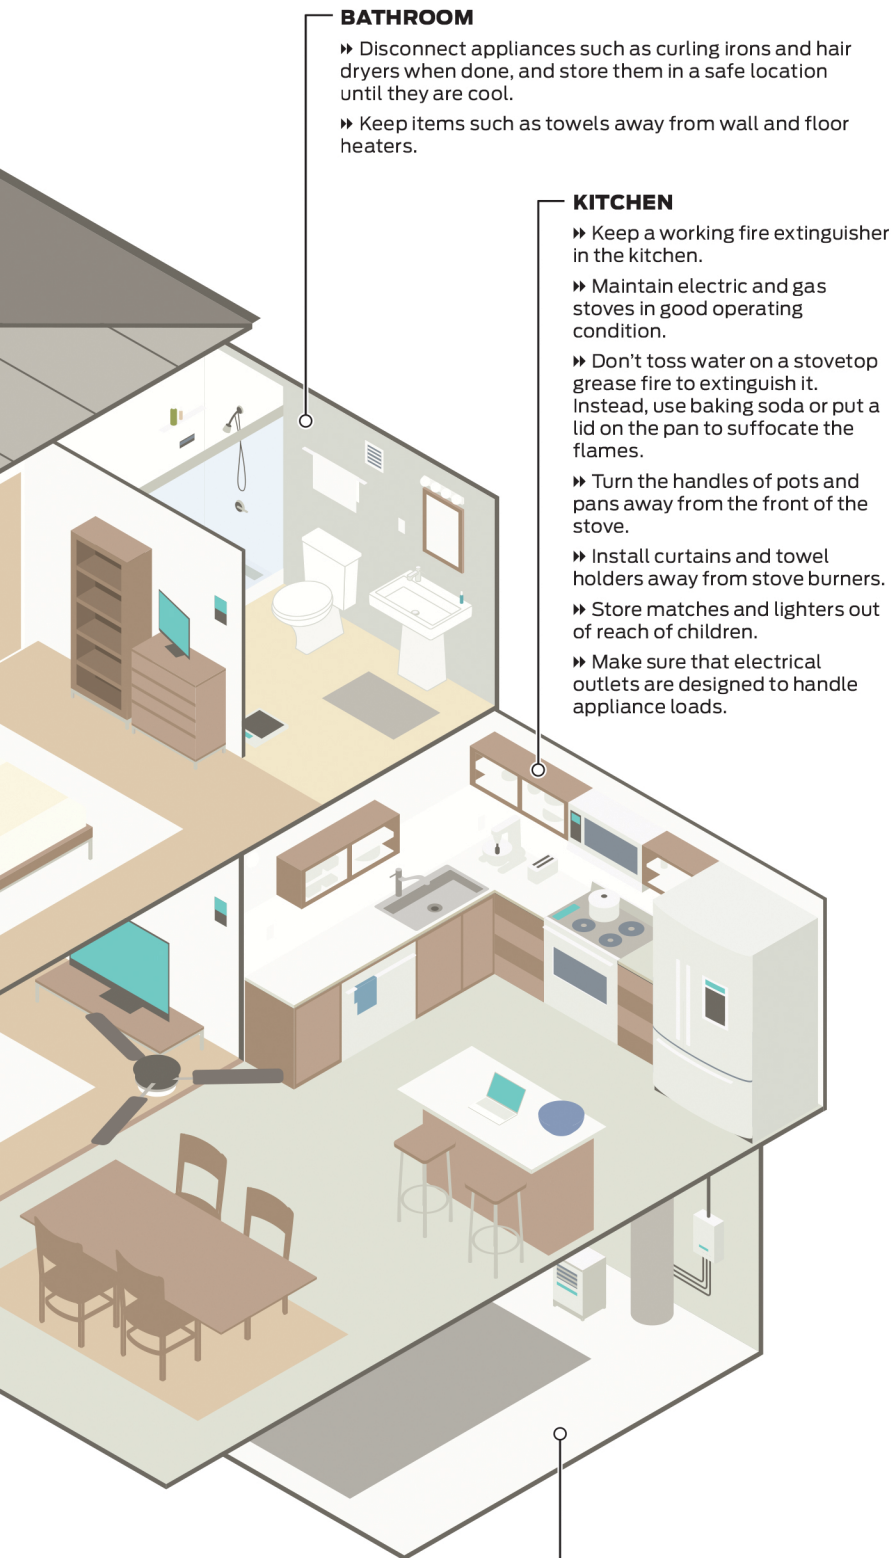 BATHROOM
» Disconnect appliances such as curling irons and hair
dryers when done, and store them in a safe location
until they are cool.
» Keep items such as towels away from wall and floor
heaters.
KITCHEN
» Keep a working fire extinguisher
in the kitchen.
» Maintain electric and gas
stoves in good operating
condition.
» Don’t toss water on a stovetop
grease fire to extinguish it.
Instead, use baking soda or put a
lid on the pan to suffocate the
flames.
» Turn the handles of pots and
pans away from the front of the
stove.
» Install curtains and towel
holders away from stove burners.
» Store matches and lighters out
of reach of children.
» Make sure that electrical
outlets are designed to handle
appliance loads.